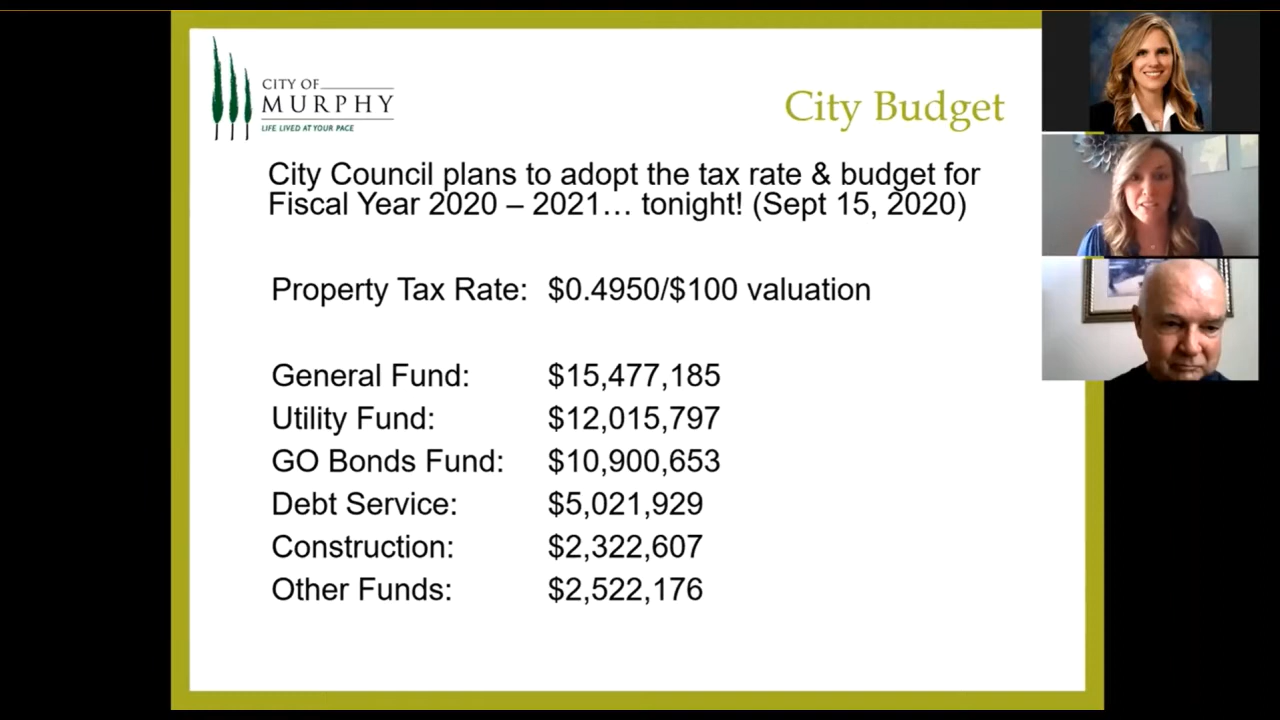 CITY OF
MURPHY
LIFE LIVED AT YOUR PACE
City Budget
City Council plans to adopt the tax rate & budget for
Fiscal Year 2020 – 2021… tonight! (Sept 15, 2020)
Property Tax Rate: $0.4950/$100 valuation
General Fund: $15,477,185
Utility Fund: $12,015,797
GO Bonds Fund: $10,900,653
Debt Service: $5,021,929
Construction: $2,322,607
Other Funds: $2,522,176